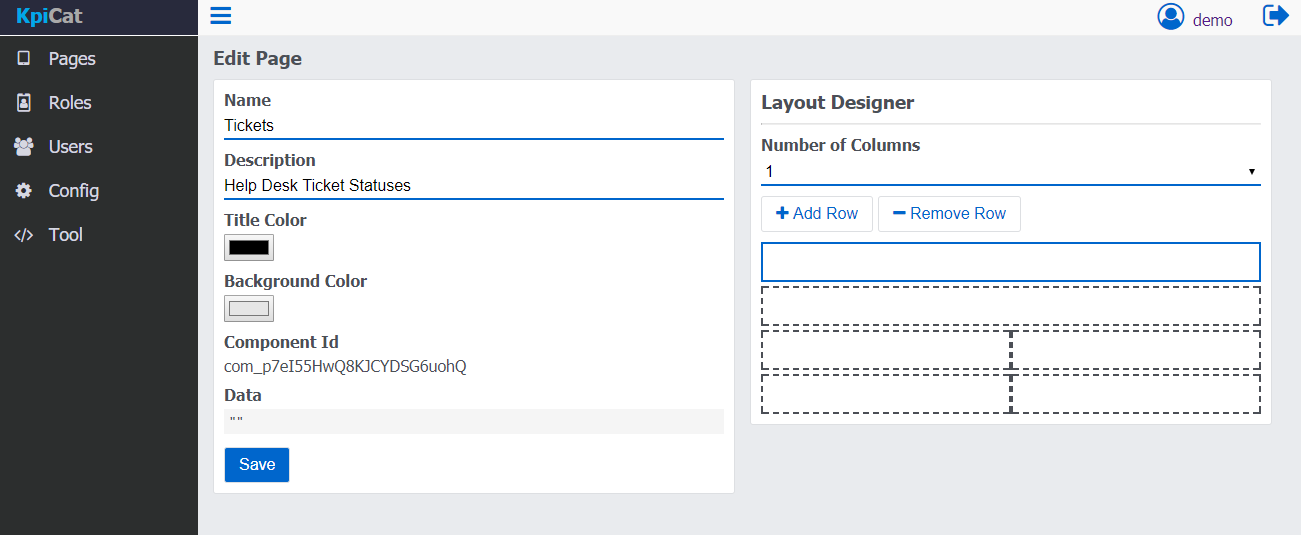 KpiCat
demo
Pages
Roles
Users
Config
Tool
Edit Page
Name
Tickets
Description
Help Desk Ticket Statuses
Title Color
Background Color
Component Id
com_p7eI55HwQ8KJCYDSG6uohQ
Data
""
Save
Layout Designer
Number of Columns
1
Add Row
Remove Row